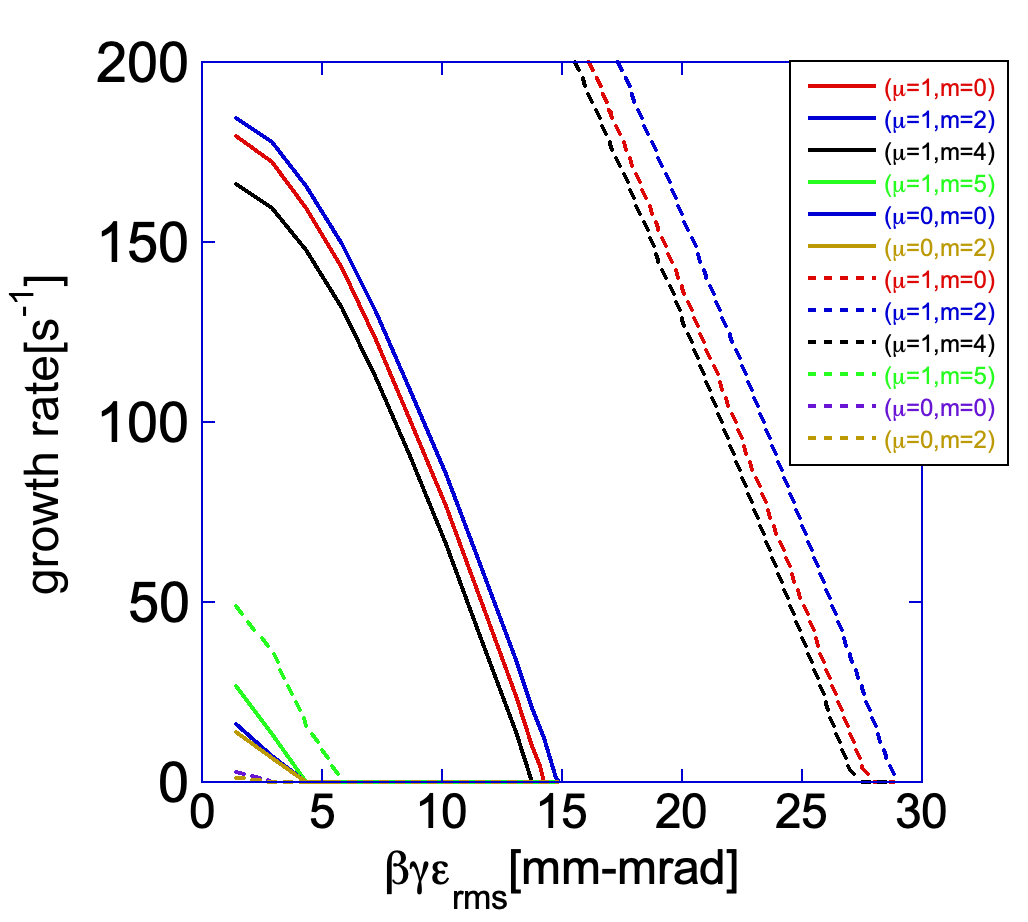 200
150
100
50
0
growth rate[s⁻¹]
0 5 10 15 20 25 30
βγε_rms[mm-mrad]
(μ=1,m=0)
(μ=1,m=2)
(μ=1,m=4)
(μ=1,m=5)
(μ=0,m=0)
(μ=0,m=2)
(μ=1,m=0)
(μ=1,m=2)
(μ=1,m=4)
(μ=1,m=5)
(μ=0,m=0)
(μ=0,m=2)